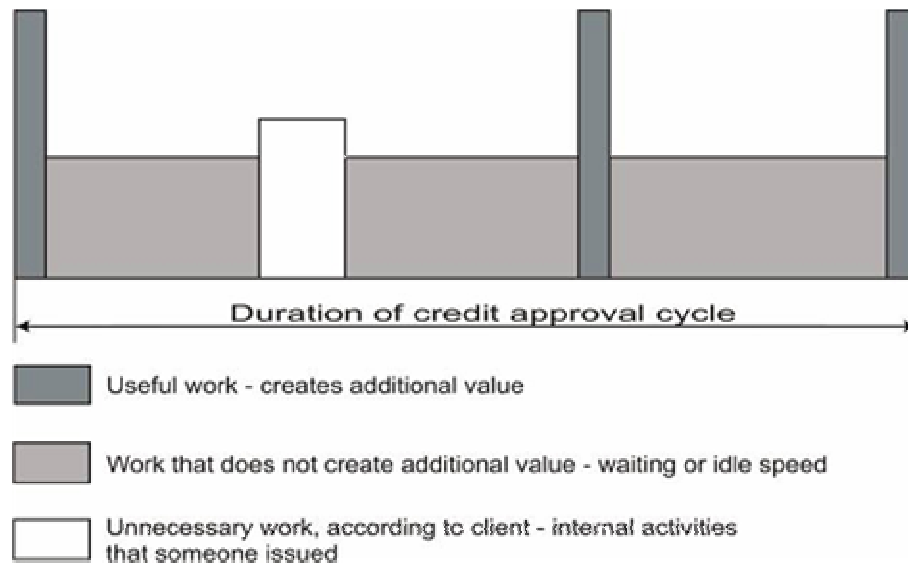 Duration of credit approval cycle
Useful work - creates additional value
Work that does not create additional value - waiting or idle speed
Unnecessary work, according to client - internal activities
that someone issued